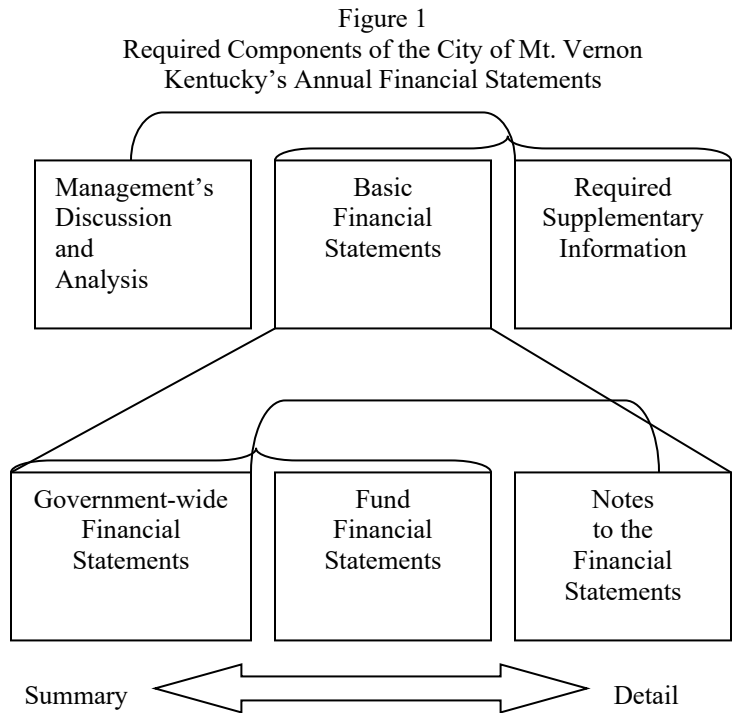 Figure 1
Required Components of the City of Mt. Vernon
Kentucky’s Annual Financial Statements
Management’s
Discussion
and
Analysis
Basic
Financial
Statements
Required
Supplementary
Information
Government-wide
Financial
Statements
Fund
Financial
Statements
Notes
to the
Financial
Statements
Summary
Detail